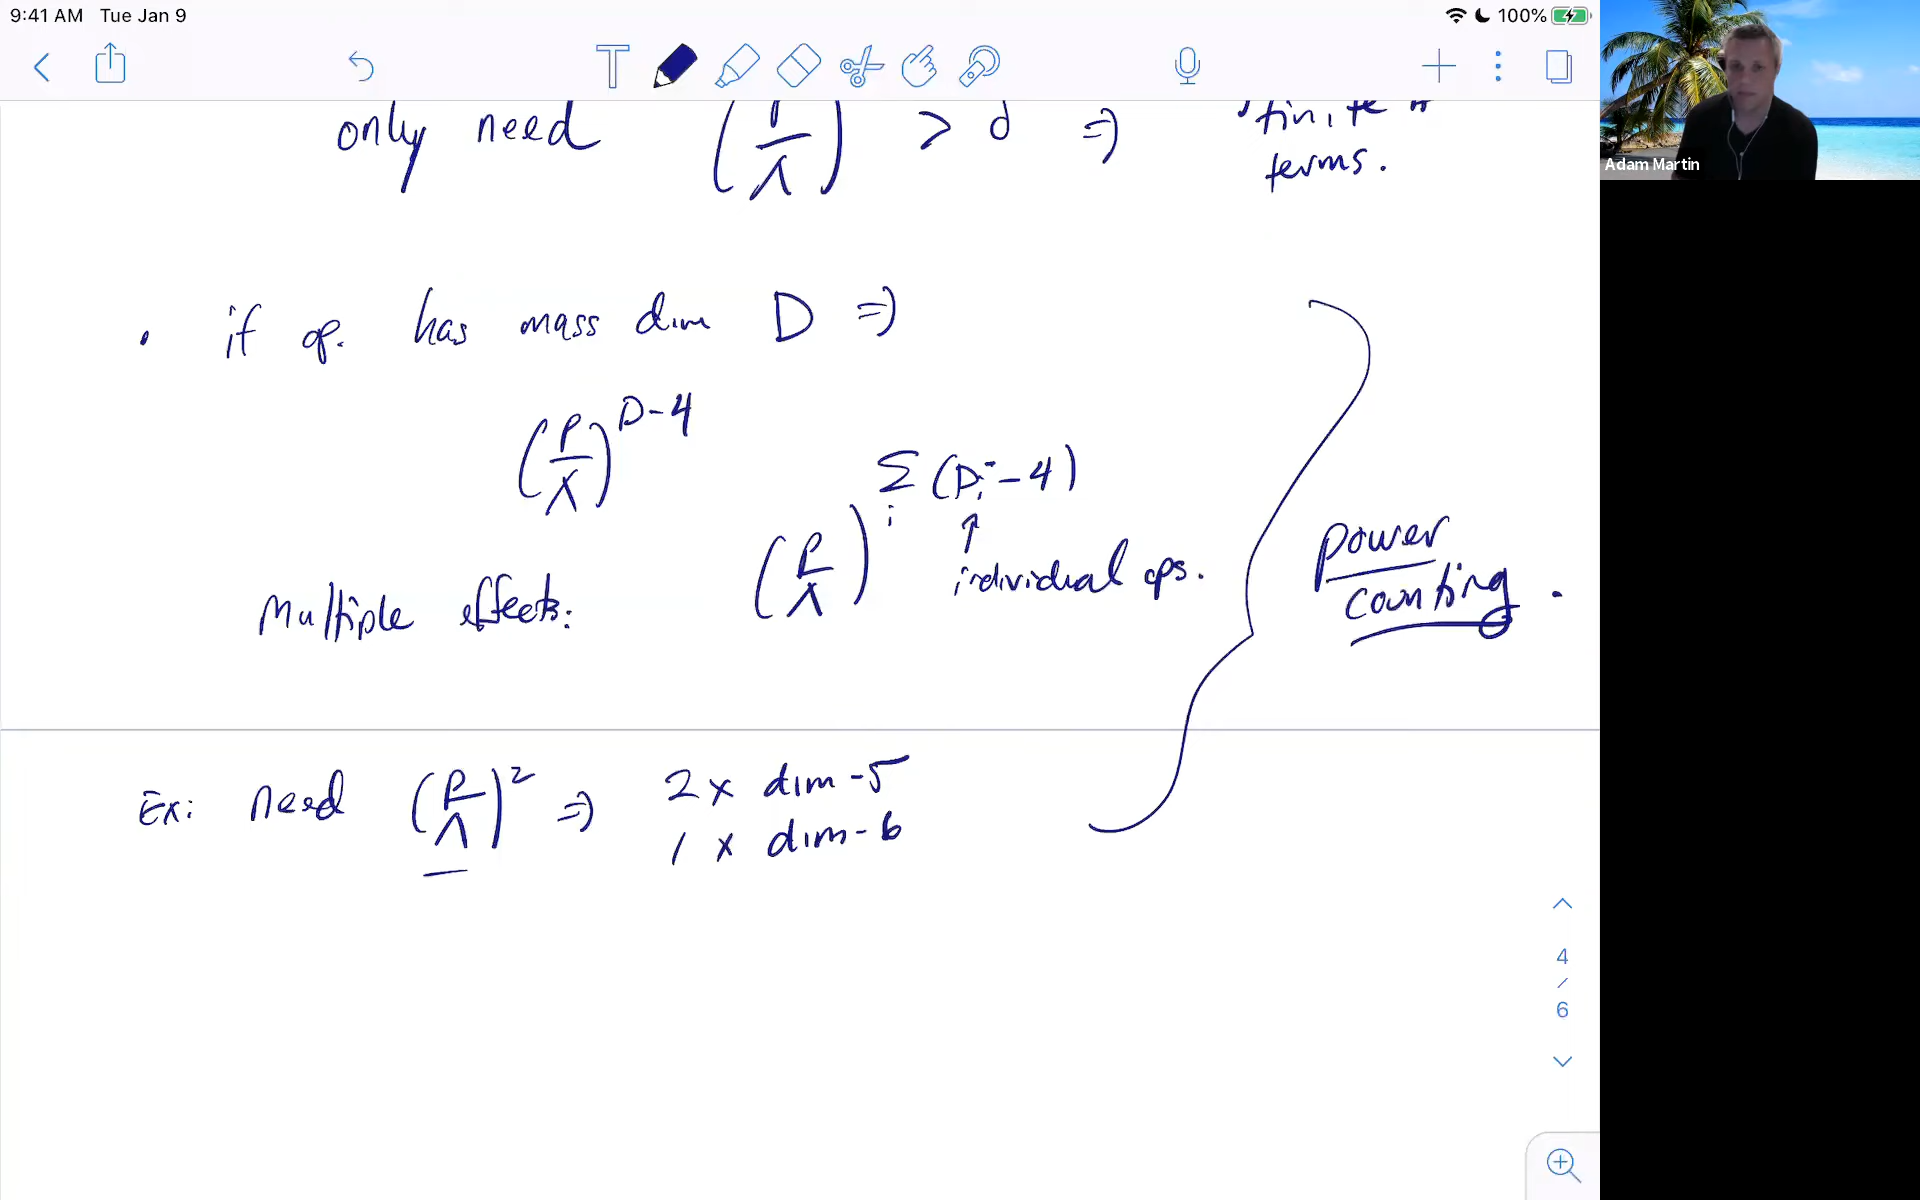 9:41 AM Tue Jan 9
100%
Adam Martin
only need (P/Λ) > d ⇒ finite #
terms.
• if op. has mass dim D ⇒
(P/Λ)^{D-4}
Multiple effects: (P/Λ)^{Σ_i (D_i - 4)}
↑
individual ops.
power
counting.
Ex: need (P/Λ)^2 ⇒ 2 x dim-5
1 x dim-6
4
/
6